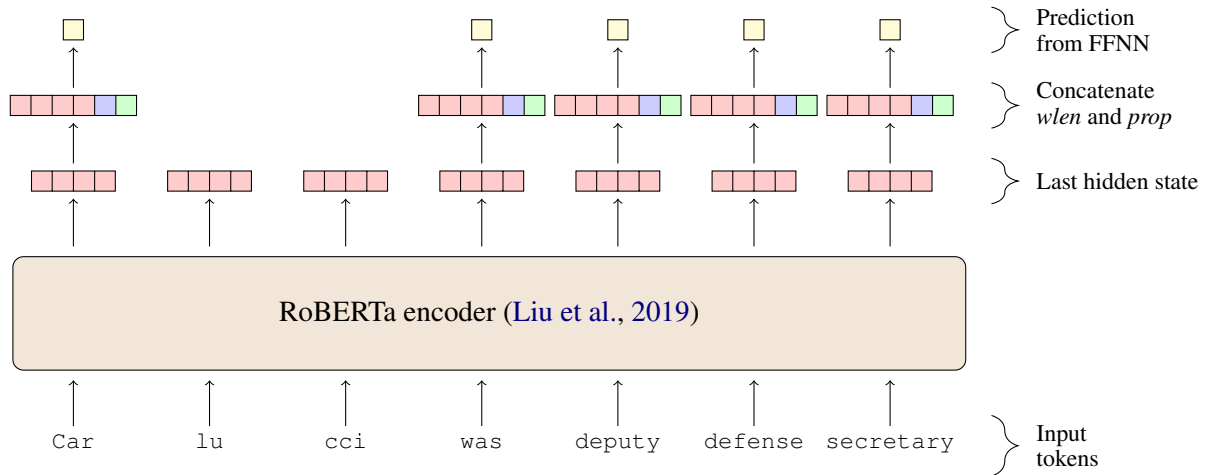 Prediction
from FFNN
Concatenate
wlen and prop
Last hidden state
RoBERTa encoder (Liu et al., 2019)
Car lu cci was deputy defense secretary
Input
tokens